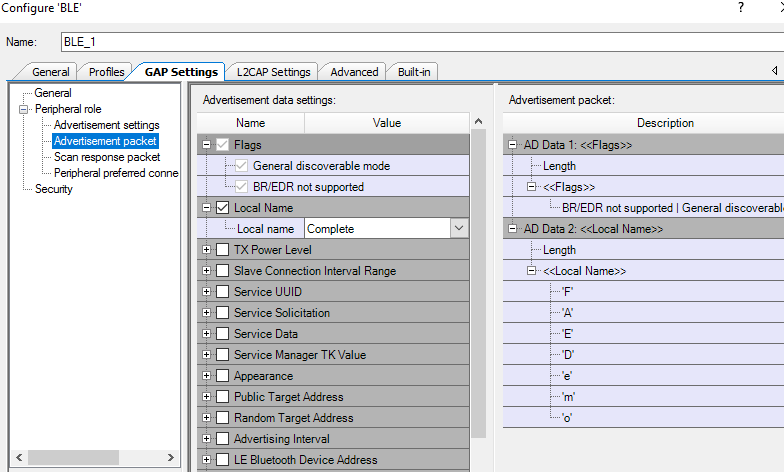 Configure 'BLE'
?
Name: BLE_1
General Profiles GAP Settings L2CAP Settings Advanced Built-in
General
Peripheral role
Advertisement settings
Advertisement packet
Scan response packet
Peripheral preferred conne
Security
Advertisement data settings:
Name Value
Flags
General discoverable mode
BR/EDR not supported
Local Name
Local name Complete
TX Power Level
Slave Connection Interval Range
Service UUID
Service Solicitation
Service Data
Service Manager TK Value
Appearance
Public Target Address
Random Target Address
Advertising Interval
LE Bluetooth Device Address
Advertisement packet:
Description
AD Data 1: <<Flags>>
Length
<<Flags>>
BR/EDR not supported | General discoverable
AD Data 2: <<Local Name>>
Length
<<Local Name>>
'F'
'A'
'E'
'D'
'e'
'm'
'o'